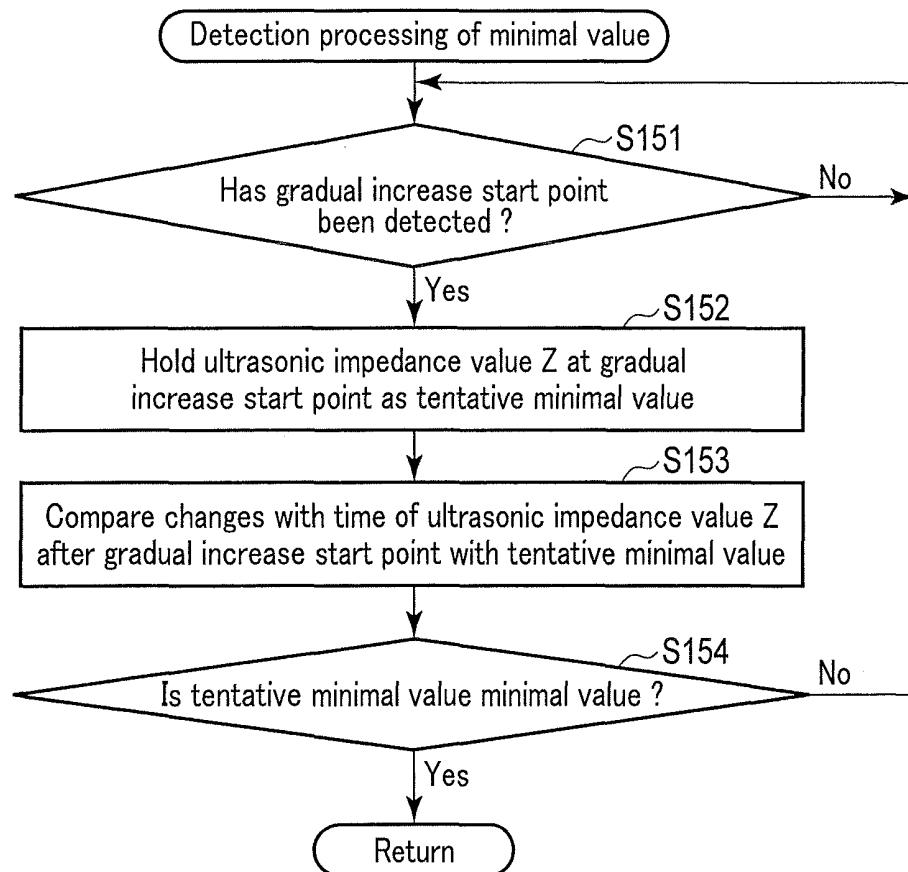 Detection processing of minimal value
S151
Has gradual increase start point
been detected ?
No
Yes
S152
Hold ultrasonic impedance value Z at gradual
increase start point as tentative minimal value
S153
Compare changes with time of ultrasonic impedance value Z
after gradual increase start point with tentative minimal value
S154
Is tentative minimal value minimal value ?
No
Yes
Return